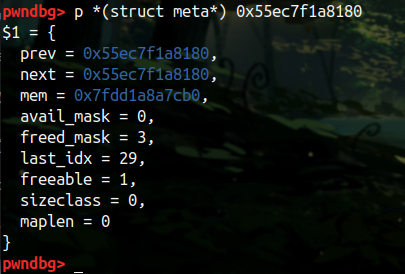 pwndbg> p *(struct meta*) 0x55ec7f1a8180
$1 = {
  prev = 0x55ec7f1a8180,
  next = 0x55ec7f1a8180,
  mem = 0x7fdd1a8a7cb0,
  avail_mask = 0,
  freed_mask = 3,
  last_idx = 29,
  freeable = 1,
  sizeclass = 0,
  maplen = 0
}
pwndbg> _